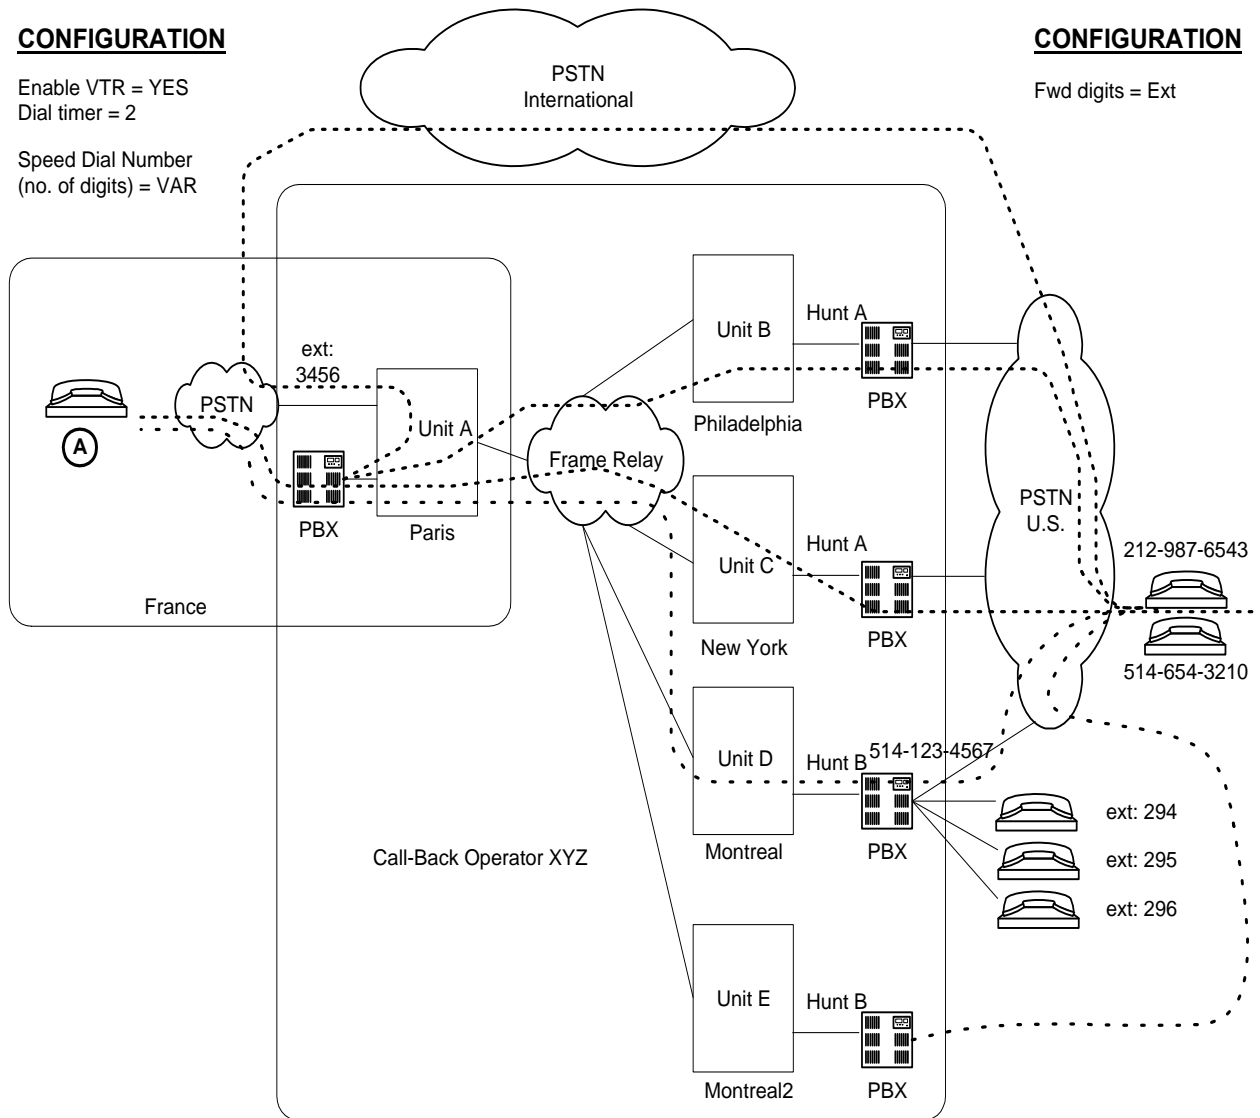 CONFIGURATION
Enable VTR = YES
Dial timer = 2
Speed Dial Number
(no. of digits) = VAR
PSTN
International
CONFIGURATION
Fwd digits = Ext
ext:
3456
PSTN
A
Unit A
PBX
Paris
France
Frame Relay
Unit B
Hunt A
PBX
Philadelphia
Unit C
Hunt A
PBX
New York
PSTN
U.S.
212-987-6543
514-654-3210
Unit D
Hunt B
514-123-4567
PBX
Montreal
ext: 294
ext: 295
ext: 296
Call-Back Operator XYZ
Unit E
Hunt B
PBX
Montreal2